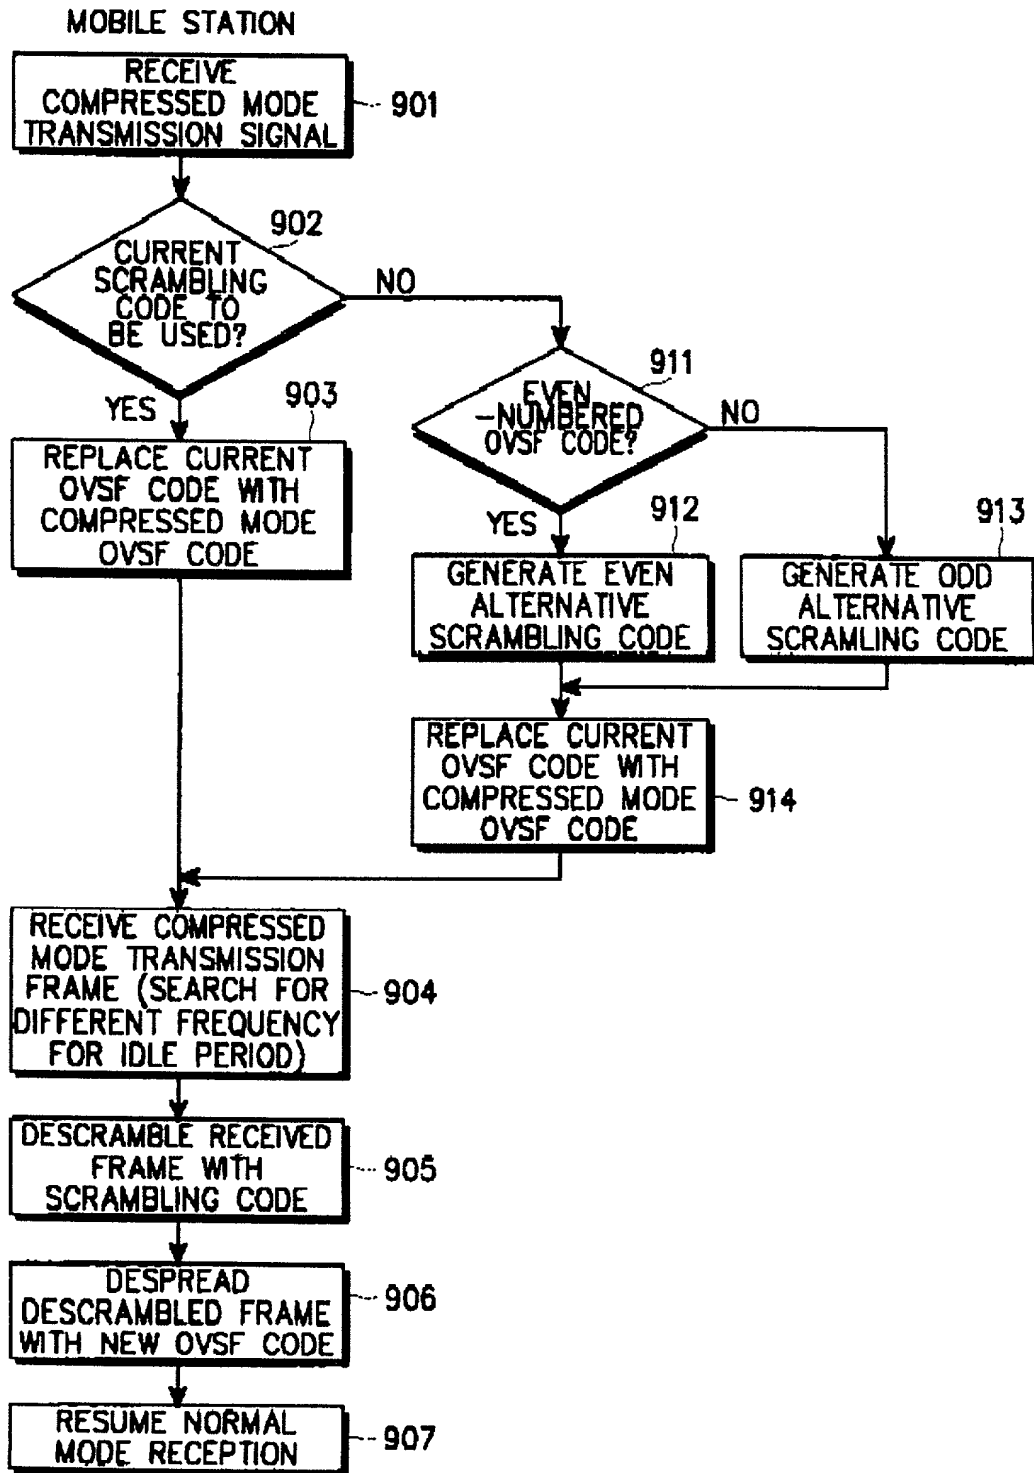 MOBILE STATION
RECEIVE
COMPRESSED MODE
TRANSMISSION SIGNAL
901
902
CURRENT
SCRAMBLING
CODE TO
BE USED?
NO
YES
903
REPLACE CURRENT
OVSF CODE WITH
COMPRESSED MODE
OVSF CODE
911
EVEN
-NUMBERED
OVSF CODE?
NO
YES
912
GENERATE EVEN
ALTERNATIVE
SCRAMBLING CODE
913
GENERATE ODD
ALTERNATIVE
SCRAMLING CODE
REPLACE CURRENT
OVSF CODE WITH
COMPRESSED MODE
OVSF CODE
914
RECEIVE COMPRESSED
MODE TRANSMISSION
FRAME (SEARCH FOR
DIFFERENT FREQUENCY
FOR IDLE PERIOD)
904
DESCRAMBLE RECEIVED
FRAME WITH
SCRAMBLING CODE
905
DESPREAD
DESCRAMBLED FRAME
WITH NEW OVSF CODE
906
RESUME NORMAL
MODE RECEPTION
907